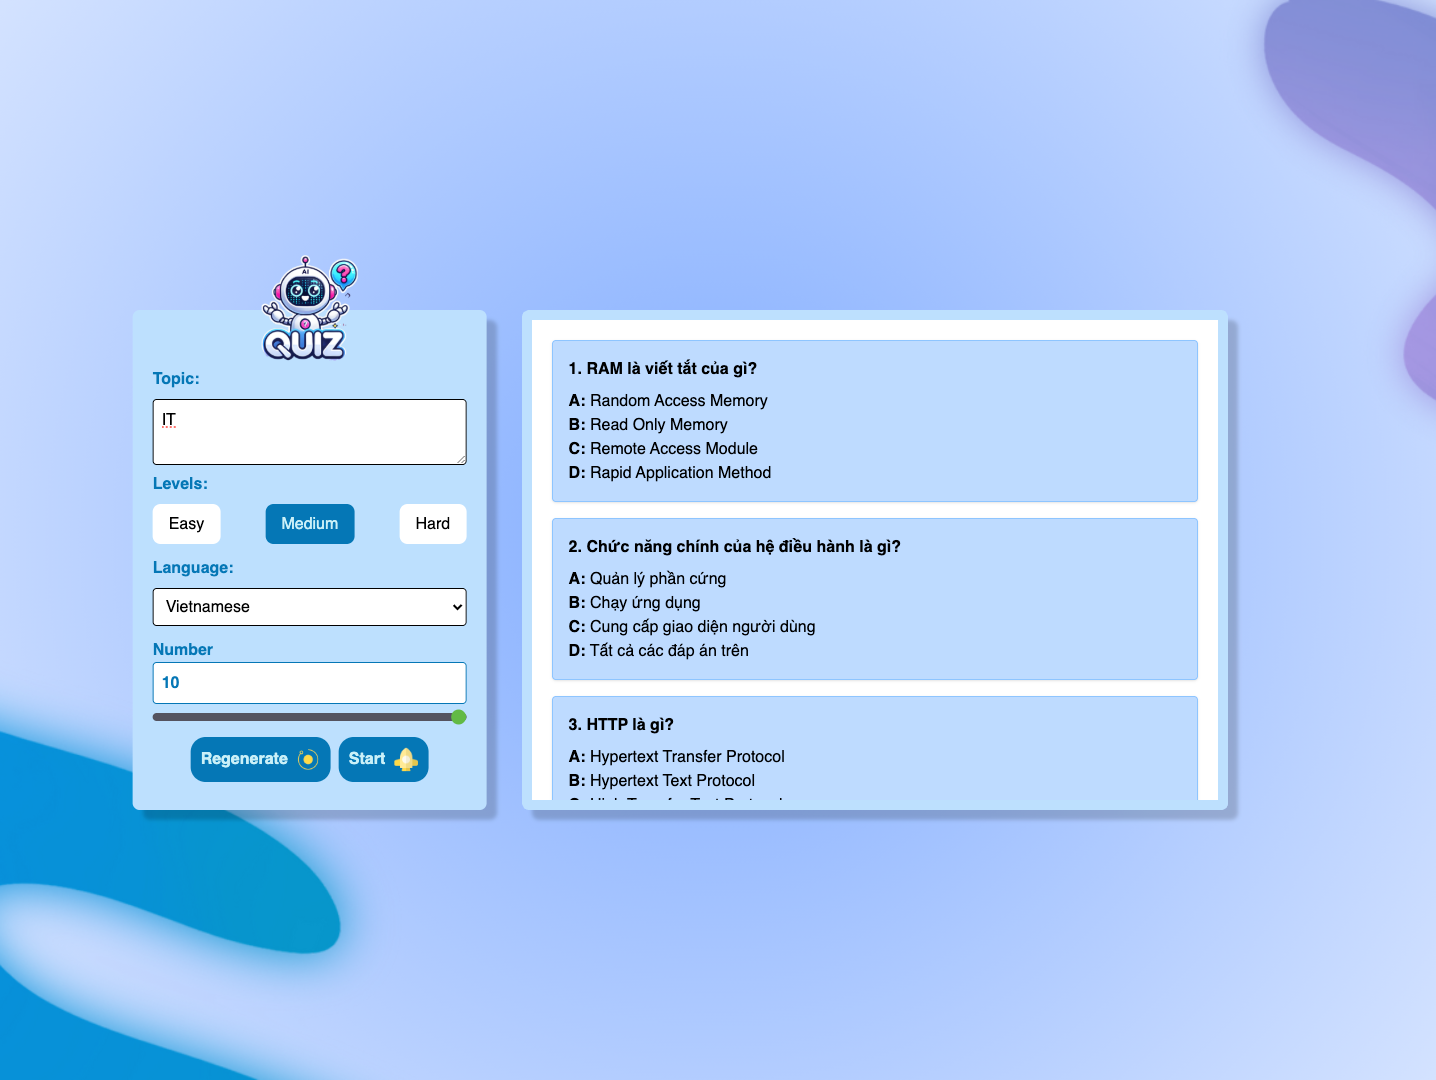 AI
?
?
QUIZ
Topic:
IT
Levels:
Easy
Medium
Hard
Language:
Vietnamese
Number
10
Regenerate
Start
1. RAM là viết tắt của gì?
A: Random Access Memory
B: Read Only Memory
C: Remote Access Module
D: Rapid Application Method
2. Chức năng chính của hệ điều hành là gì?
A: Quản lý phần cứng
B: Chạy ứng dụng
C: Cung cấp giao diện người dùng
D: Tất cả các đáp án trên
3. HTTP là gì?
A: Hypertext Transfer Protocol
B: Hypertext Text Protocol